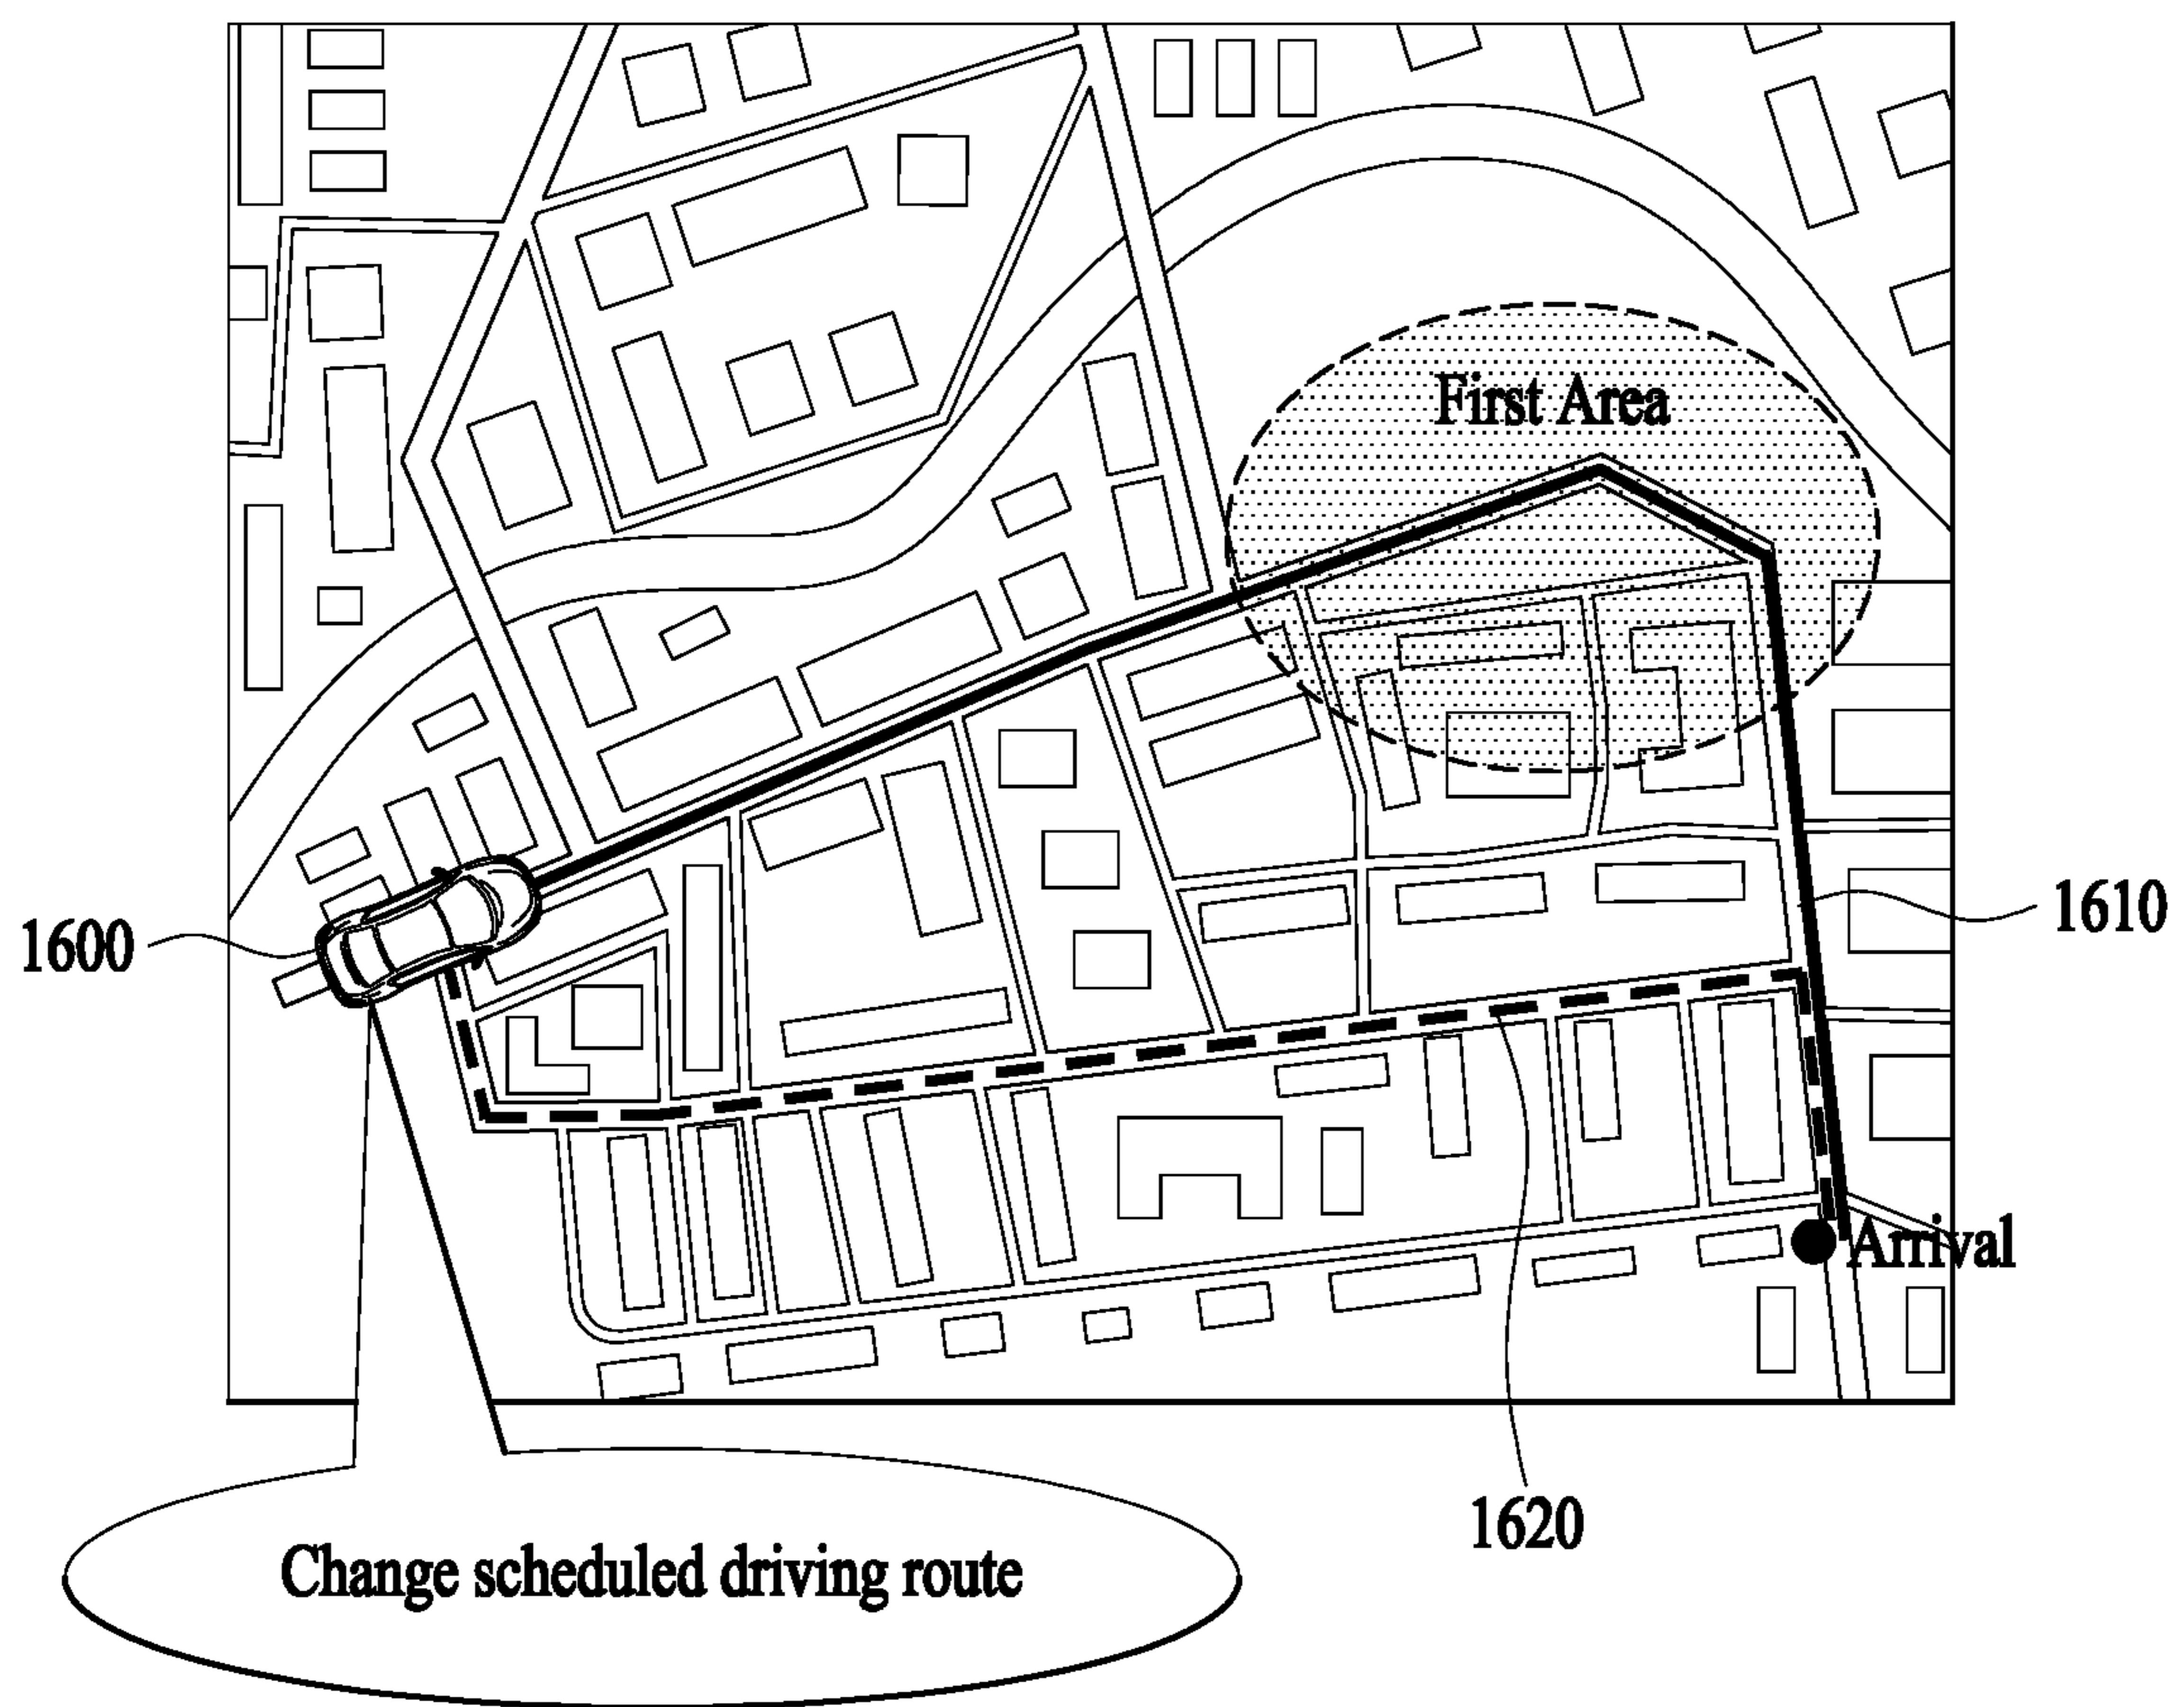 First Area
1610
1600
Arrival
1620
Change scheduled driving route